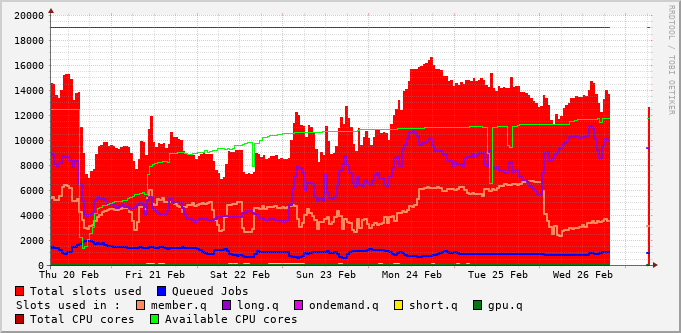 20000
18000
16000
14000
12000
10000
8000
6000
4000
2000
0
Thu 20 Feb Fri 21 Feb Sat 22 Feb Sun 23 Feb Mon 24 Feb Tue 25 Feb Wed 26 Feb
Total slots used Queued Jobs
Slots used in : member.q long.q ondemand.q short.q gpu.q
Total CPU cores Available CPU cores
RRDTOOL / TOBI OETIKER